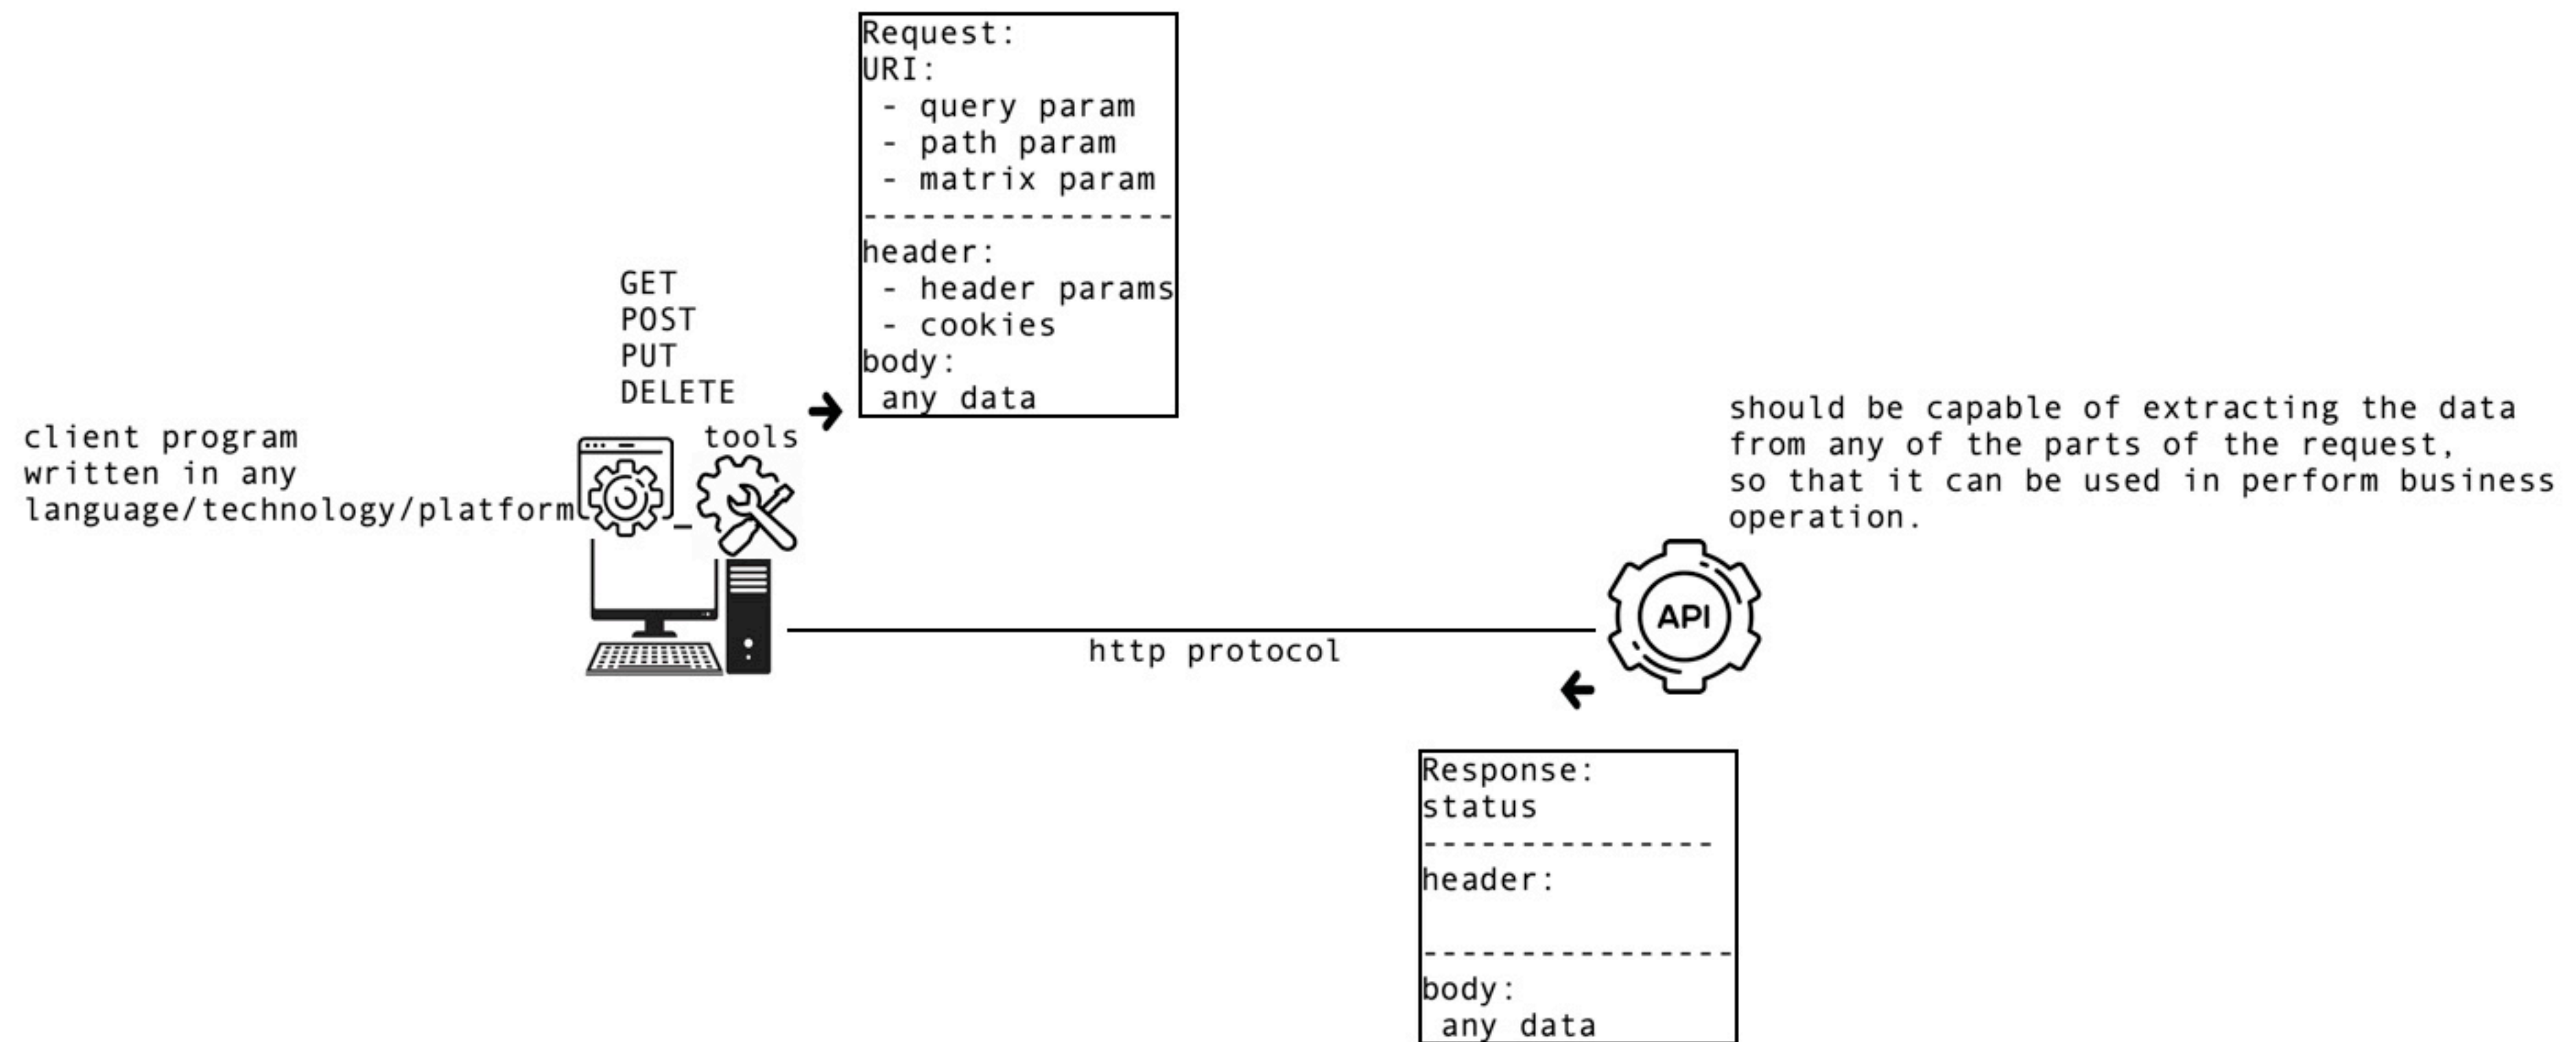 Request:
URI:
- query param
- path param
- matrix param
----------------
header:
- header params
- cookies
body:
any data
GET
POST
PUT
DELETE
tools
client program
written in any
language/technology/platform
should be capable of extracting the data
from any of the parts of the request,
so that it can be used in perform business
operation.
API
http protocol
Response:
status
---------------
header:
----------------
body:
any data